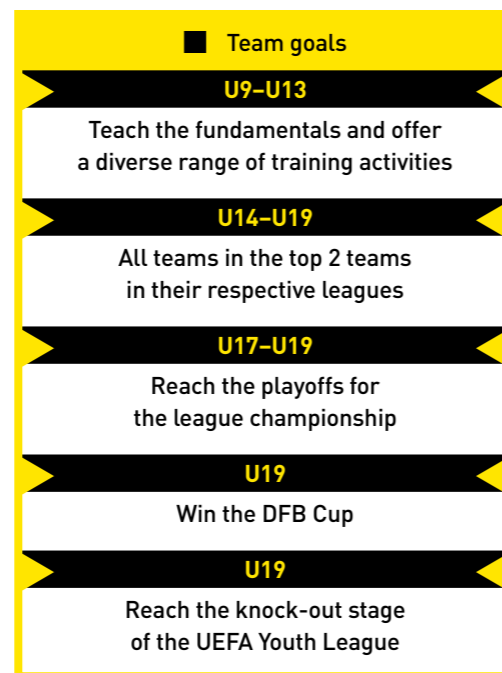 Team goals
U9–U13
Teach the fundamentals and offer
a diverse range of training activities
U14–U19
All teams in the top 2 teams
in their respective leagues
U17–U19
Reach the playoffs for
the league championship
U19
Win the DFB Cup
U19
Reach the knock-out stage
of the UEFA Youth League